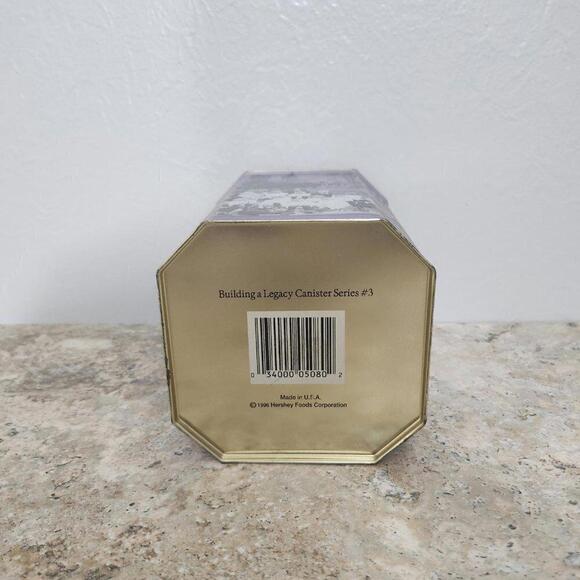 Building a Legacy Canister Series #3
0 34000 05080 2
Made in U.S.A.
© 1996 Hershey Foods Corporation